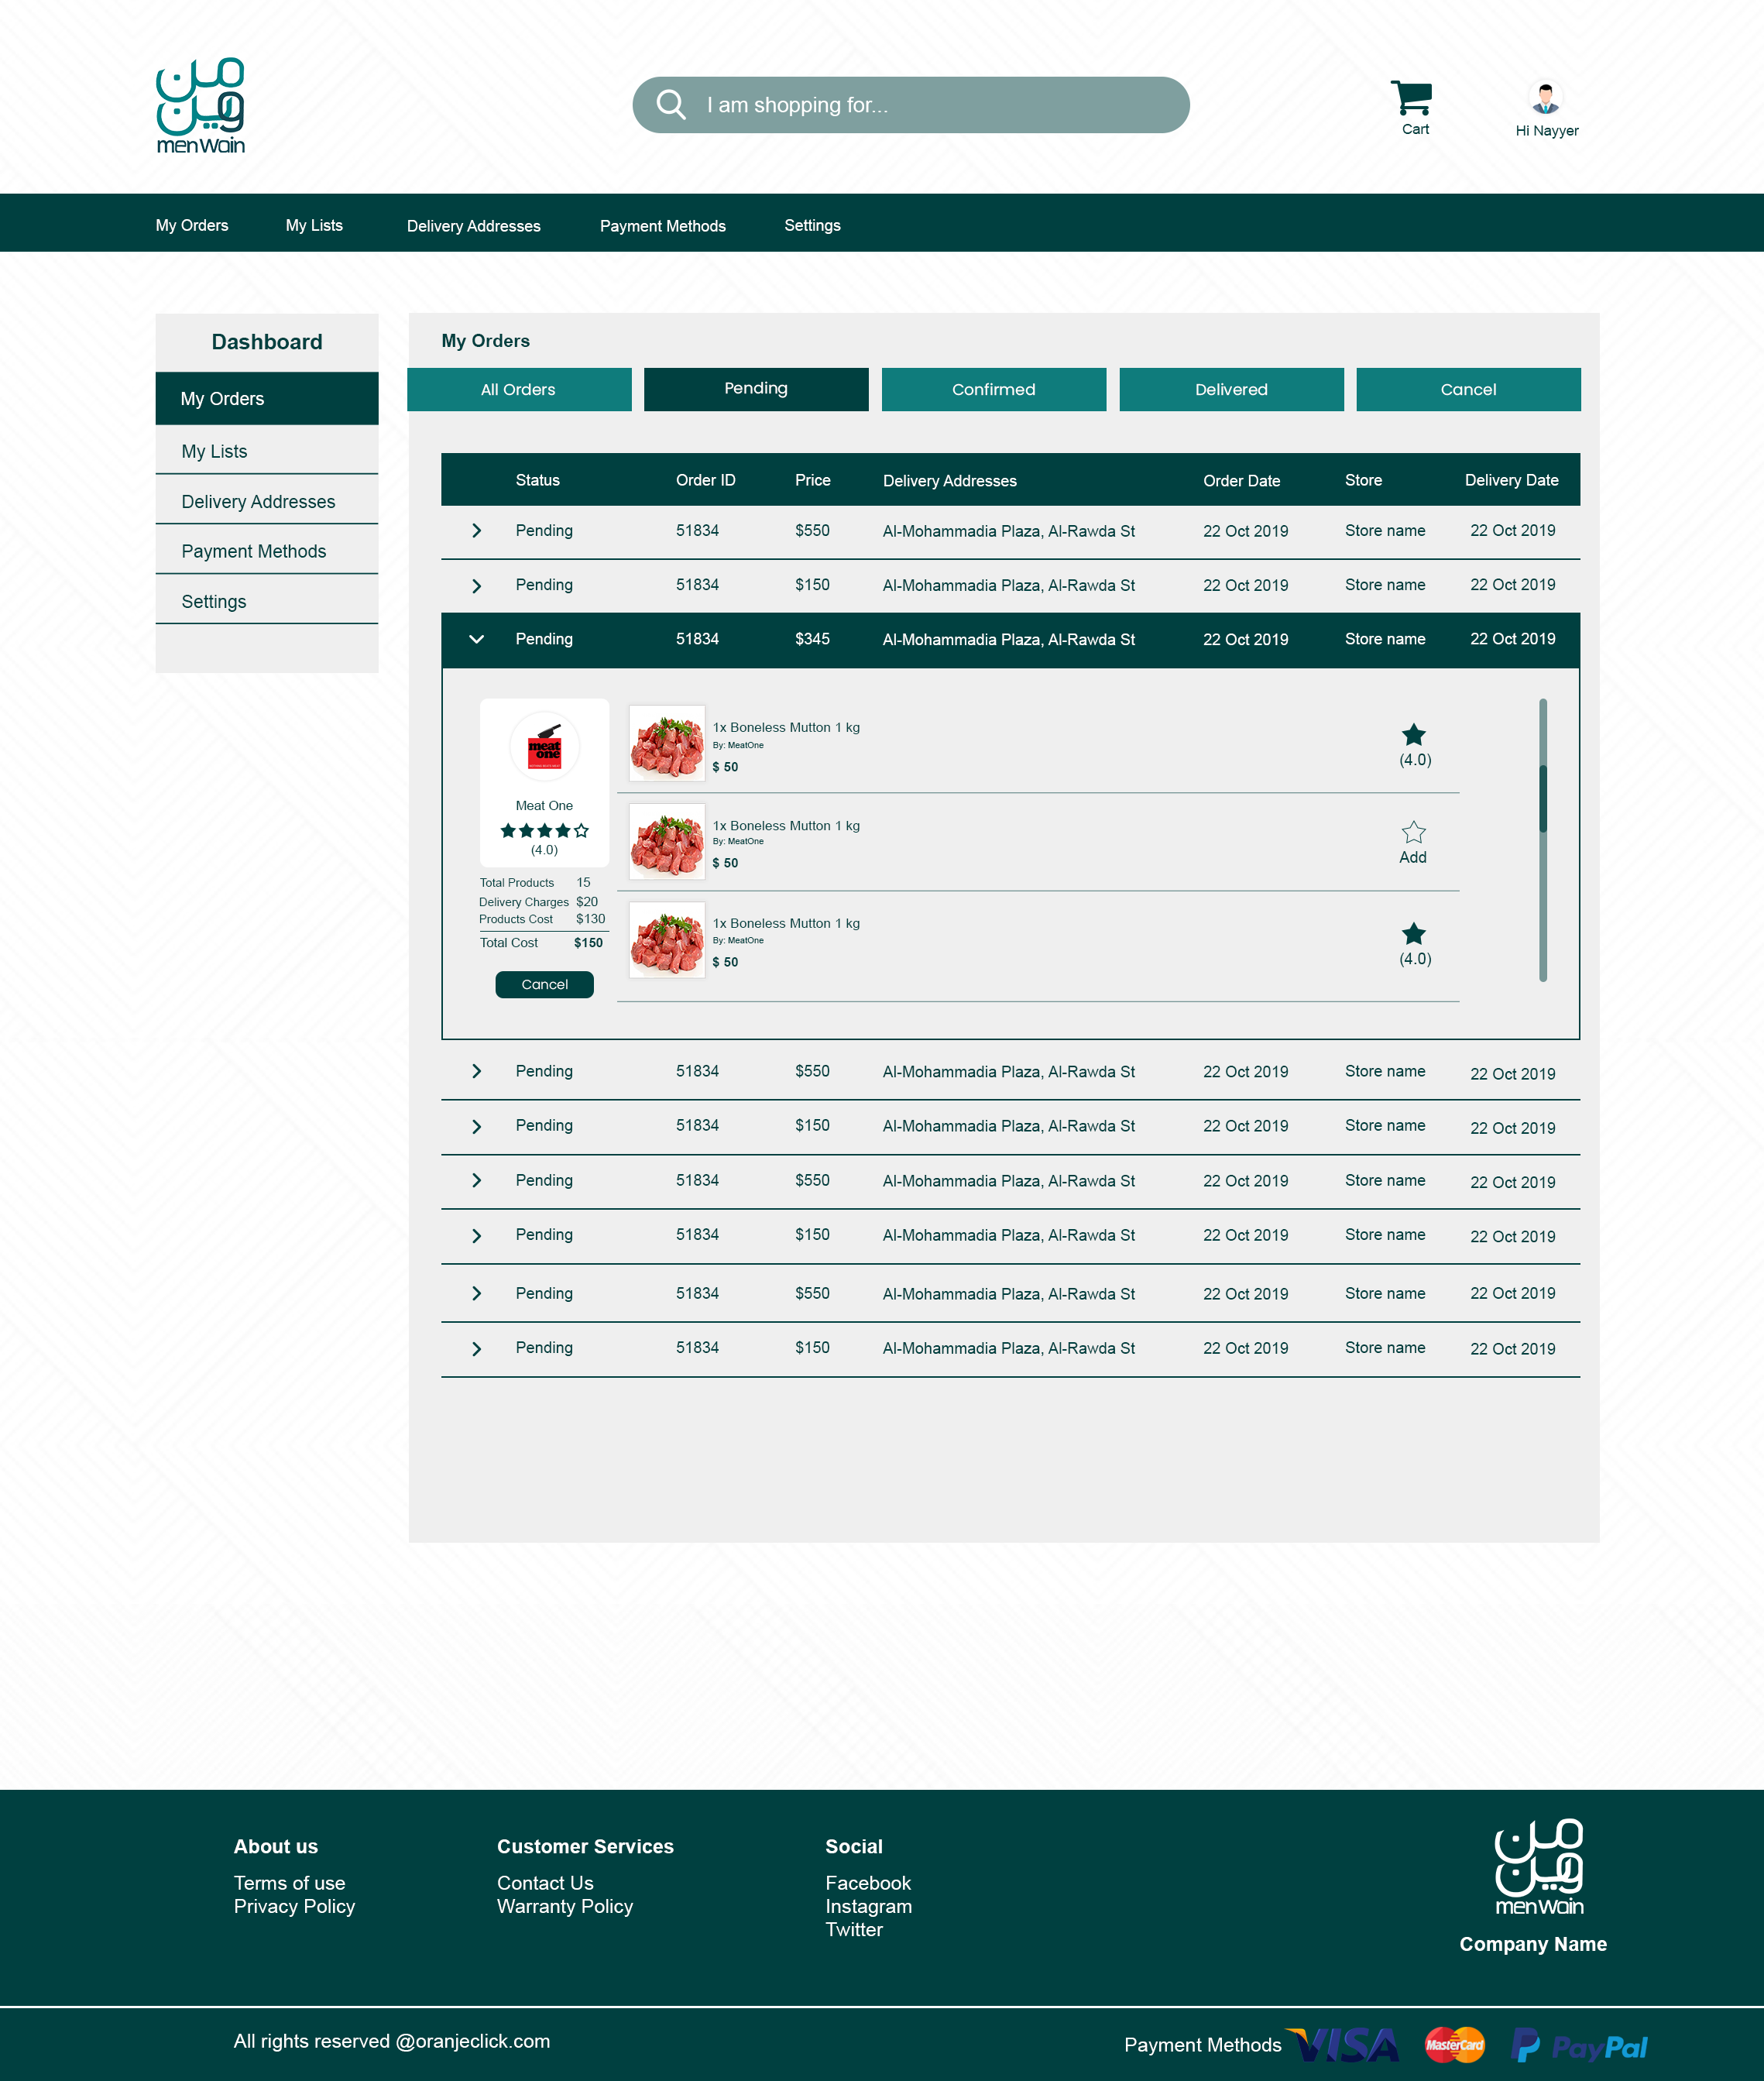 من
وين
menWain
I am shopping for...
Cart
Hi Nayyer
My Orders My Lists Delivery Addresses Payment Methods Settings
Dashboard
My Orders
My Lists
Delivery Addresses
Payment Methods
Settings
My Orders
All Orders Pending Confirmed Delivered Cancel
Status Order ID Price Delivery Addresses Order Date Store Delivery Date
Pending 51834 $550 Al-Mohammadia Plaza, Al-Rawda St 22 Oct 2019 Store name 22 Oct 2019
Pending 51834 $150 Al-Mohammadia Plaza, Al-Rawda St 22 Oct 2019 Store name 22 Oct 2019
Pending 51834 $345 Al-Mohammadia Plaza, Al-Rawda St 22 Oct 2019 Store name 22 Oct 2019
meat
one
Meat One
(4.0)
Total Products 15
Delivery Charges $20
Products Cost $130
Total Cost $150
Cancel
1x Boneless Mutton 1 kg
By: MeatOne
$ 50
(4.0)
1x Boneless Mutton 1 kg
By: MeatOne
$ 50
Add
1x Boneless Mutton 1 kg
By: MeatOne
$ 50
(4.0)
Pending 51834 $550 Al-Mohammadia Plaza, Al-Rawda St 22 Oct 2019 Store name 22 Oct 2019
Pending 51834 $150 Al-Mohammadia Plaza, Al-Rawda St 22 Oct 2019 Store name 22 Oct 2019
Pending 51834 $550 Al-Mohammadia Plaza, Al-Rawda St 22 Oct 2019 Store name 22 Oct 2019
Pending 51834 $150 Al-Mohammadia Plaza, Al-Rawda St 22 Oct 2019 Store name 22 Oct 2019
Pending 51834 $550 Al-Mohammadia Plaza, Al-Rawda St 22 Oct 2019 Store name 22 Oct 2019
Pending 51834 $150 Al-Mohammadia Plaza, Al-Rawda St 22 Oct 2019 Store name 22 Oct 2019
About us
Terms of use
Privacy Policy
Customer Services
Contact Us
Warranty Policy
Social
Facebook
Instagram
Twitter
من
وين
menWain
Company Name
All rights reserved @oranjeclick.com
Payment Methods VISA MasterCard PayPal